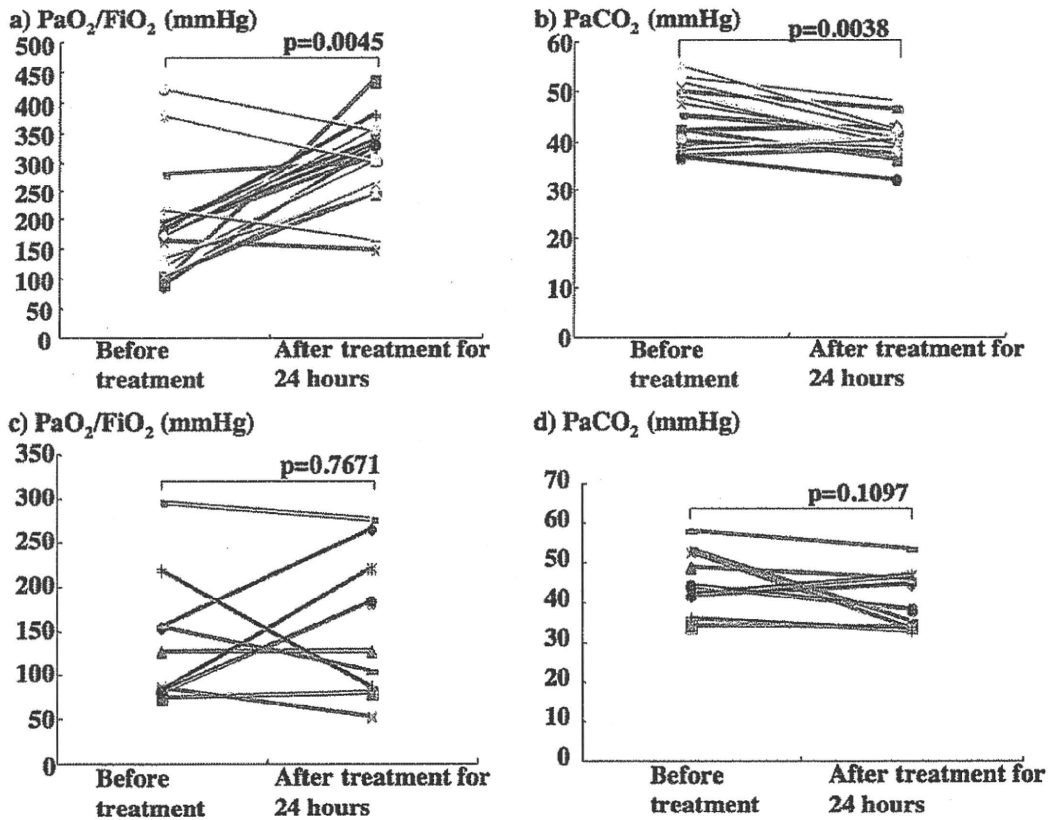 a) PaO2/FiO2 (mmHg)
500
450
400
350
300
250
200
150
100
50
0
p=0.0045
Before
treatment
After treatment for
24 hours
b) PaCO2 (mmHg)
60
50
40
30
20
10
0
p=0.0038
Before
treatment
After treatment for
24 hours
c) PaO2/FiO2 (mmHg)
350
300
250
200
150
100
50
0
p=0.7671
Before
treatment
After treatment for
24 hours
d) PaCO2 (mmHg)
70
60
50
40
30
20
10
0
p=0.1097
Before
treatment
After treatment for
24 hours